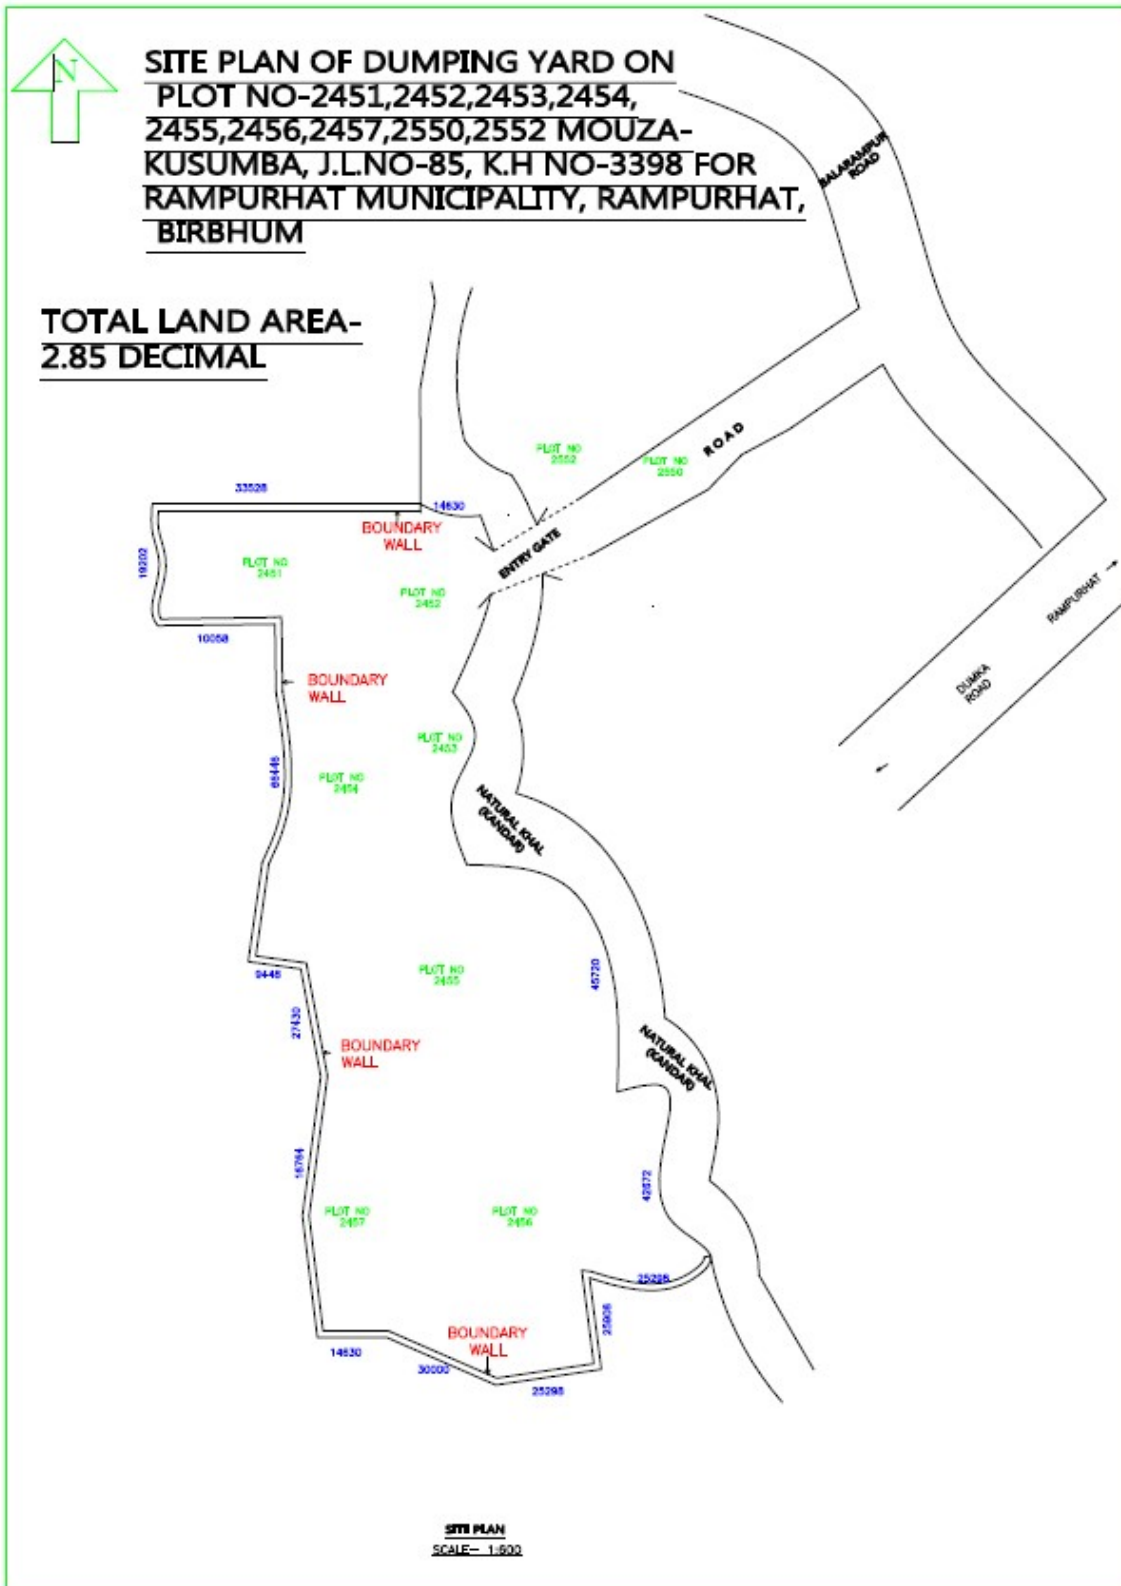 N
SITE PLAN OF DUMPING YARD ON
PLOT NO-2451,2452,2453,2454,
2455,2456,2457,2550,2552 MOUZA-
KUSUMBA, J.L.NO-85, K.H NO-3398 FOR
RAMPURHAT MUNICIPALITY, RAMPURHAT,
BIRBHUM
BALARAMPUR
ROAD
TOTAL LAND AREA-
2.85 DECIMAL
ROAD
PLOT NO
2552
PLOT NO
2550
33528
14630
BOUNDARY
WALL
ENTRY GATE
19202
PLOT NO
2451
PLOT NO
2452
RAMPURHAT
10058
BOUNDARY
WALL
DUMKA
ROAD
PLOT NO
2453
PLOT NO
2454
NATURAL KHAL
(KANDAR)
9448
PLOT NO
2455
45720
27430
BOUNDARY
WALL
NATURAL KHAL
(KANDAR)
42672
PLOT NO
2457
PLOT NO
2456
25298
25908
BOUNDARY
WALL
14630
30000
25298
SITE PLAN
SCALE- 1:600